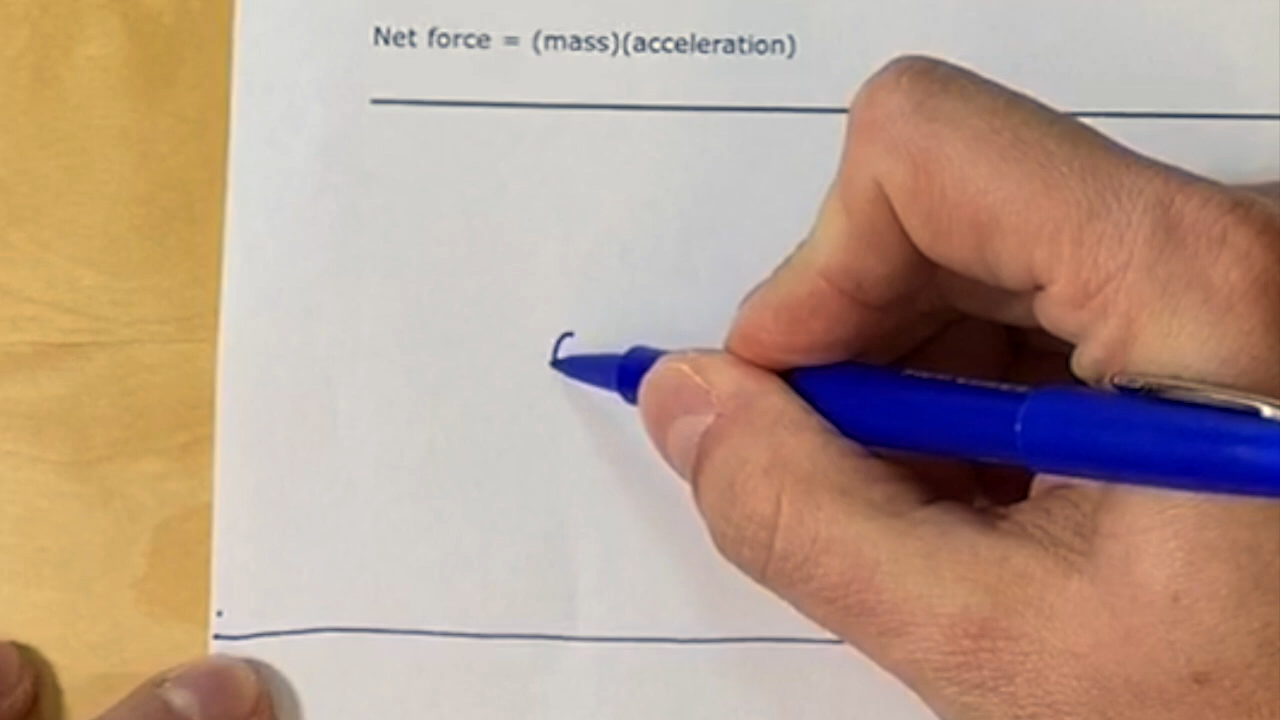 Net force = (mass)(acceleration)